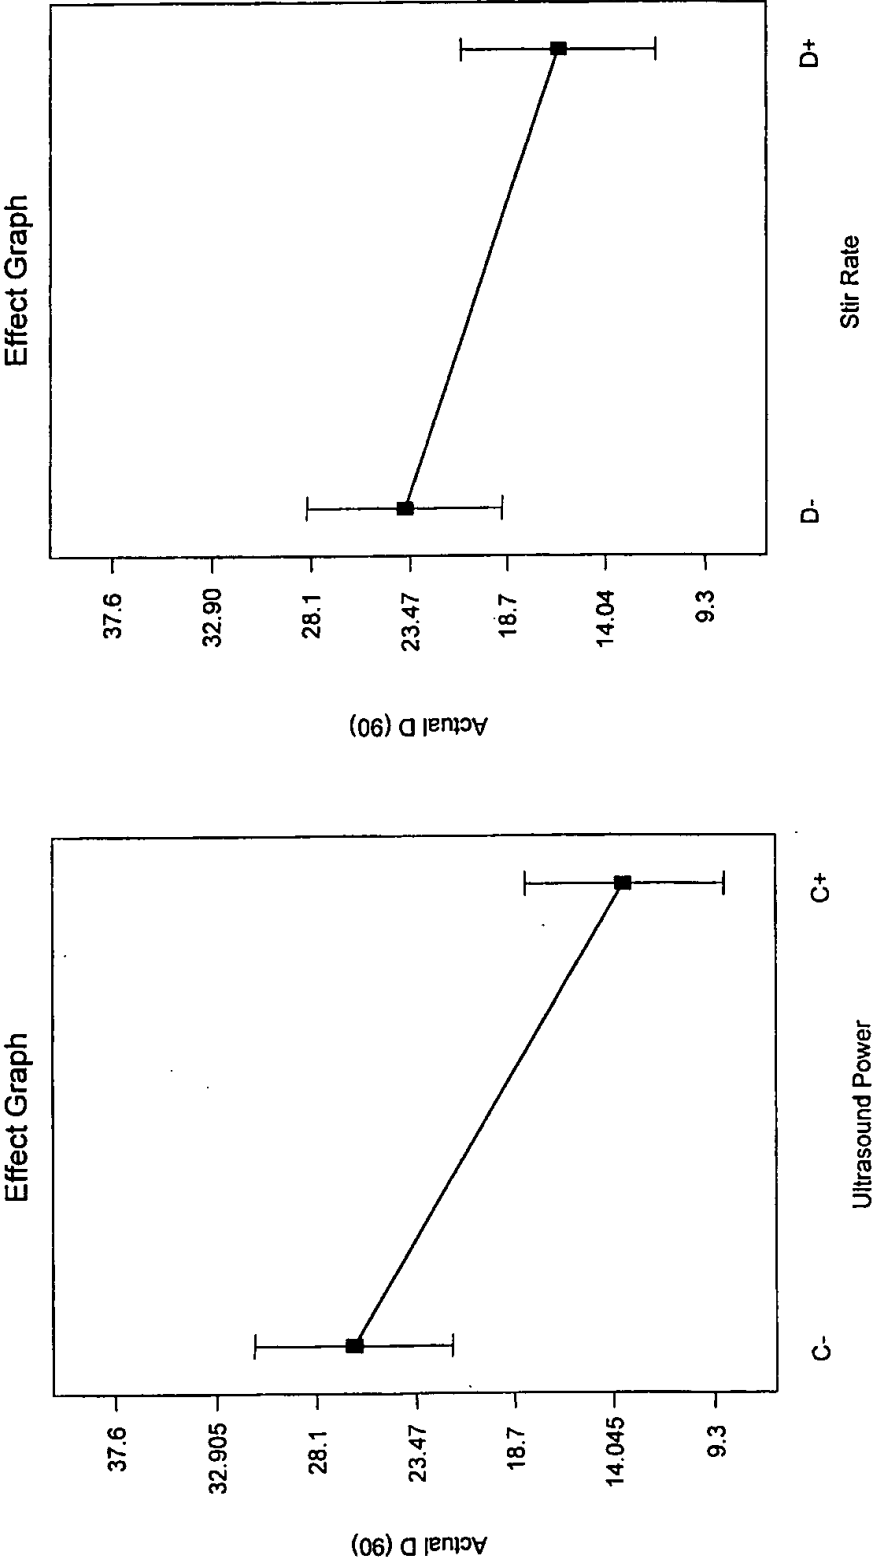 Effect Graph
Actual D (90)
37.6
32.905
28.1
23.47
18.7
14.045
9.3
C-
C+
Ultrasound Power
Effect Graph
Actual D (90)
37.6
32.90
28.1
23.47
18.7
14.04
9.3
D-
D+
Stir Rate